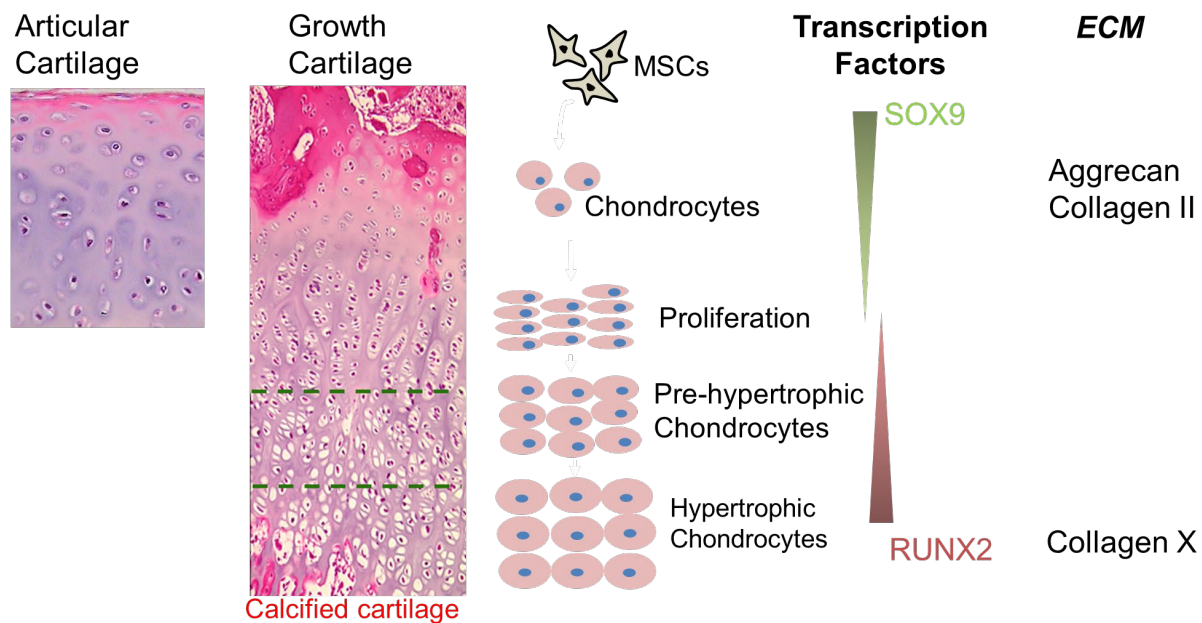 Articular
Cartilage
Growth
Cartilage
MSCs
Transcription
Factors
ECM
SOX9
Chondrocytes
Aggrecan
Collagen II
Proliferation
Pre-hypertrophic
Chondrocytes
Hypertrophic
Chondrocytes
RUNX2
Collagen X
Calcified cartilage